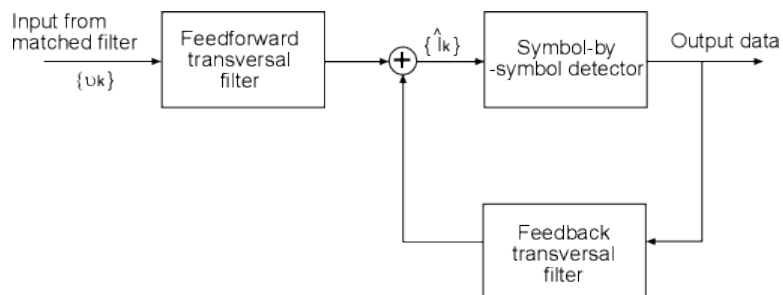 Input from
matched filter
{υk}
Feedforward
transversal
filter
+
{Îk}
Symbol-by
-symbol detector
Output data
Feedback
transversal
filter